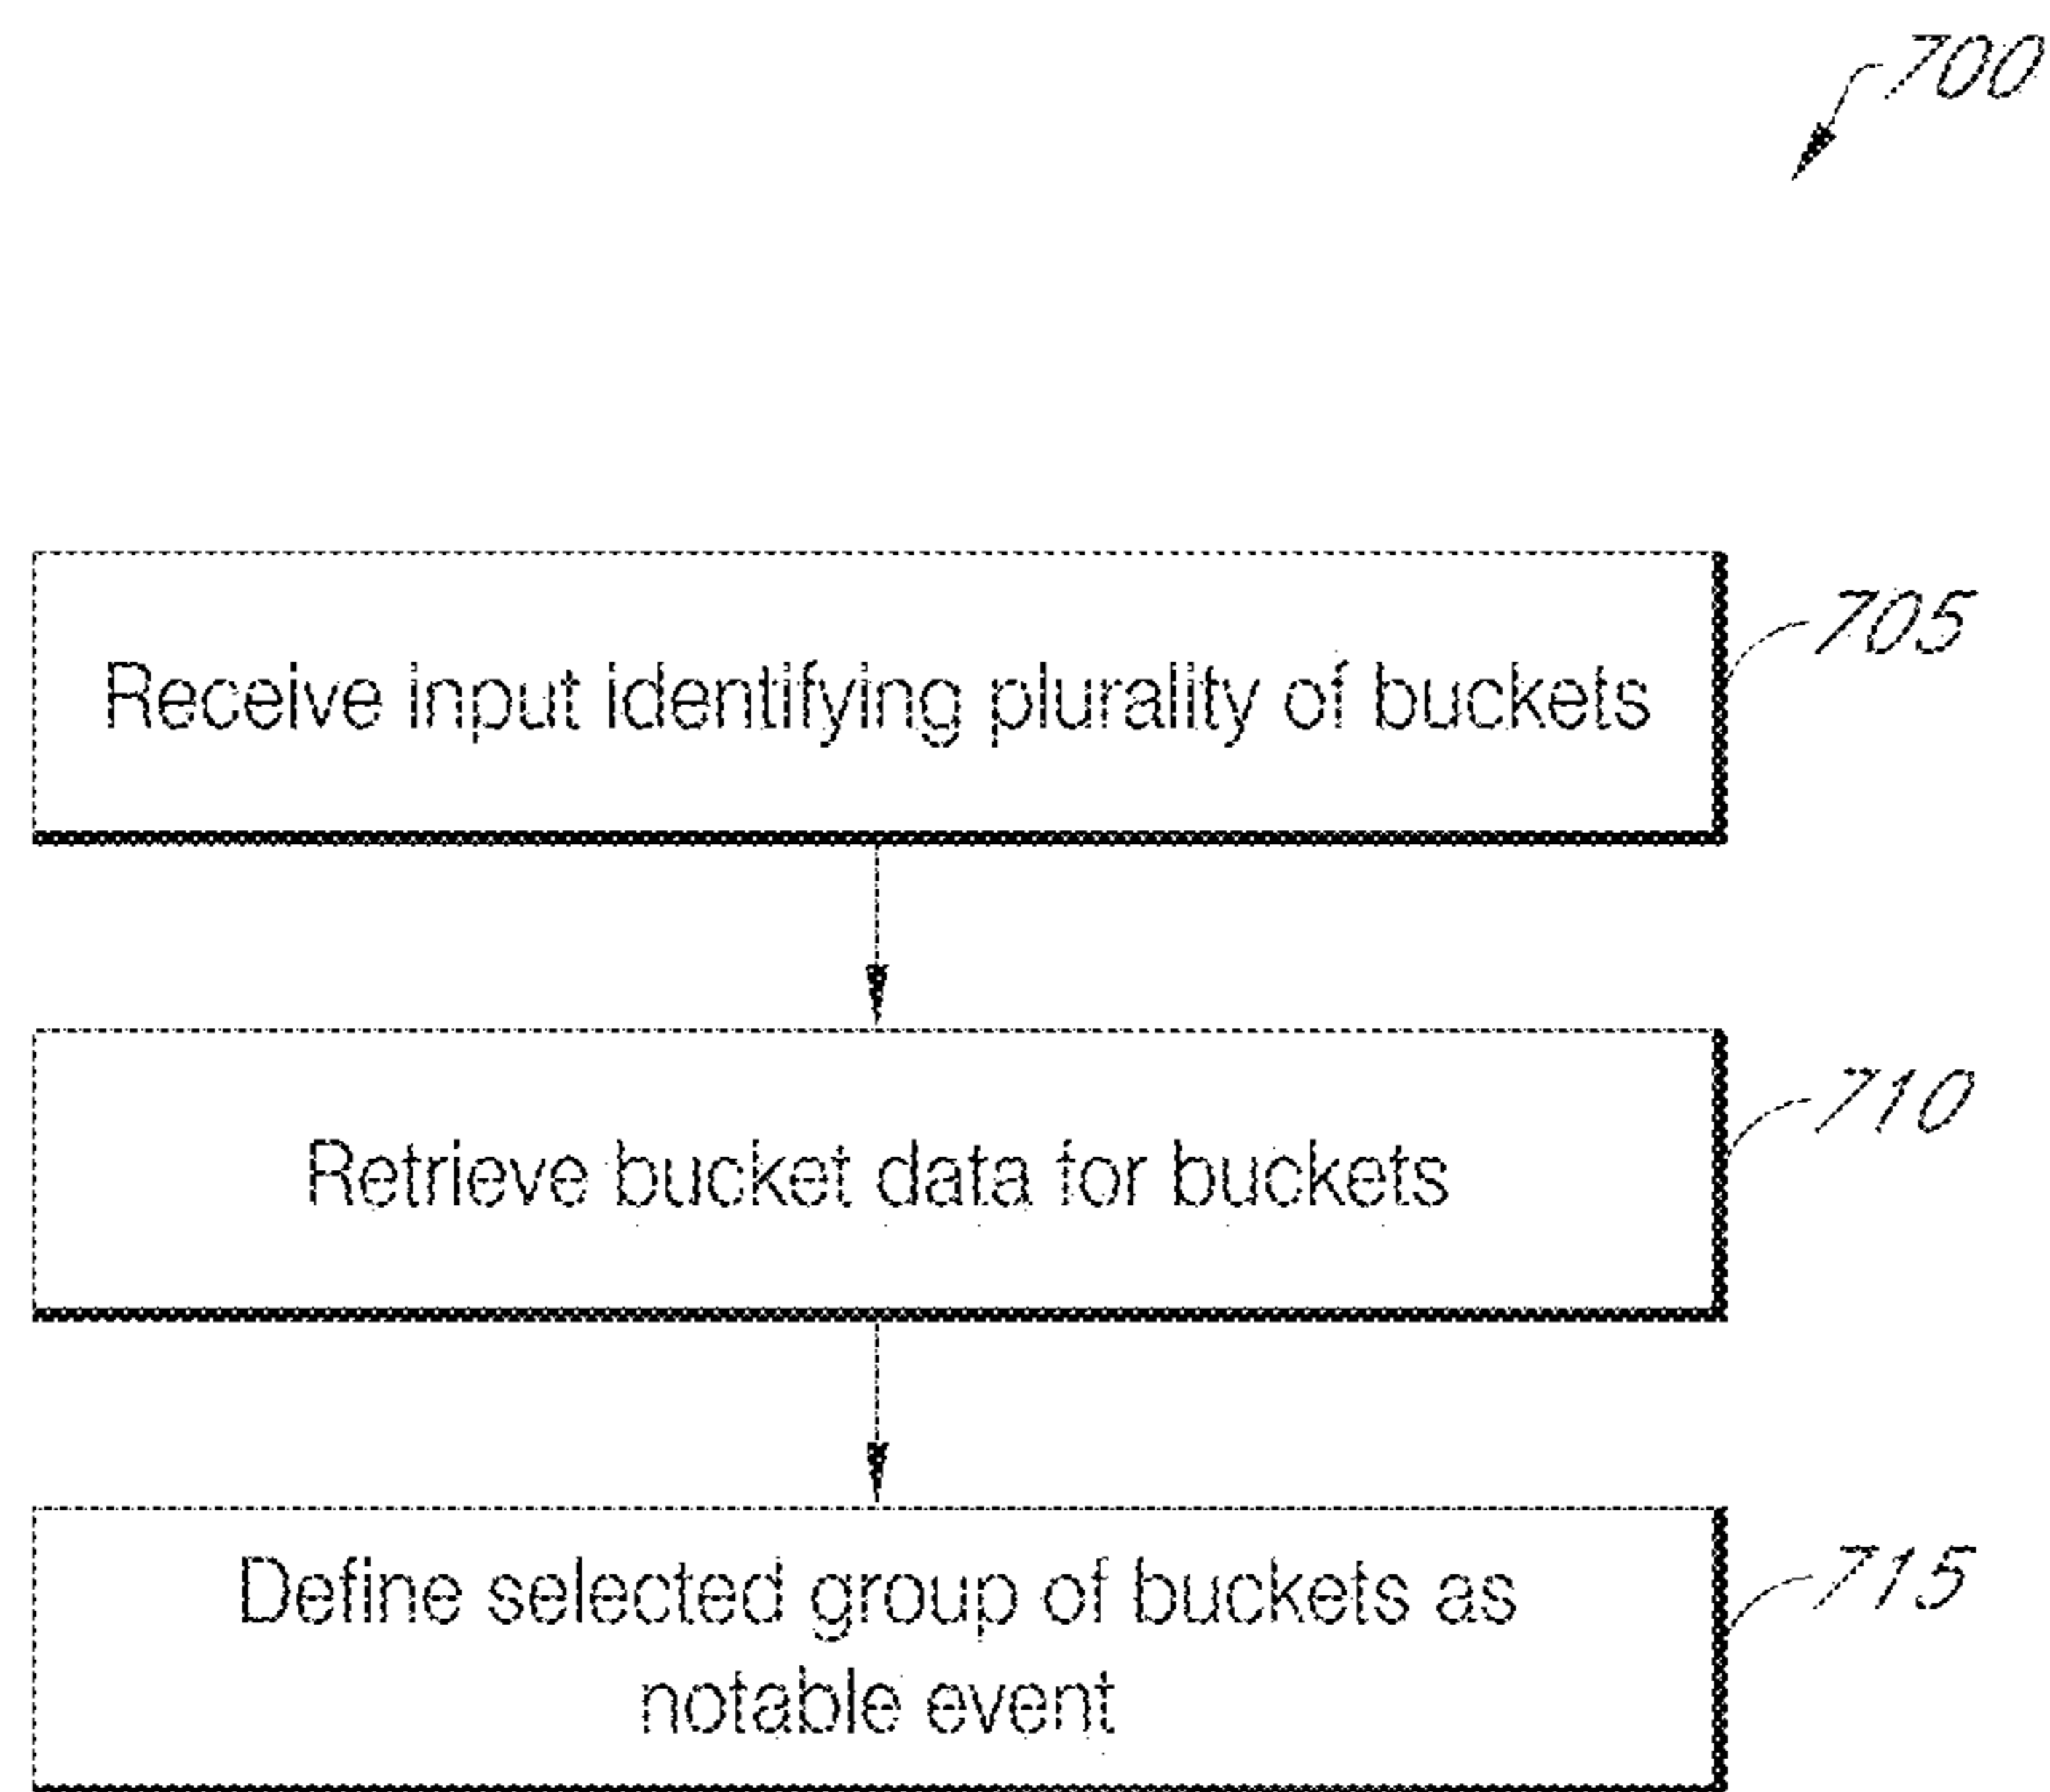 700
Receive input identifying plurality of buckets
705
Retrieve bucket data for buckets
710
Define selected group of buckets as
notable event
715